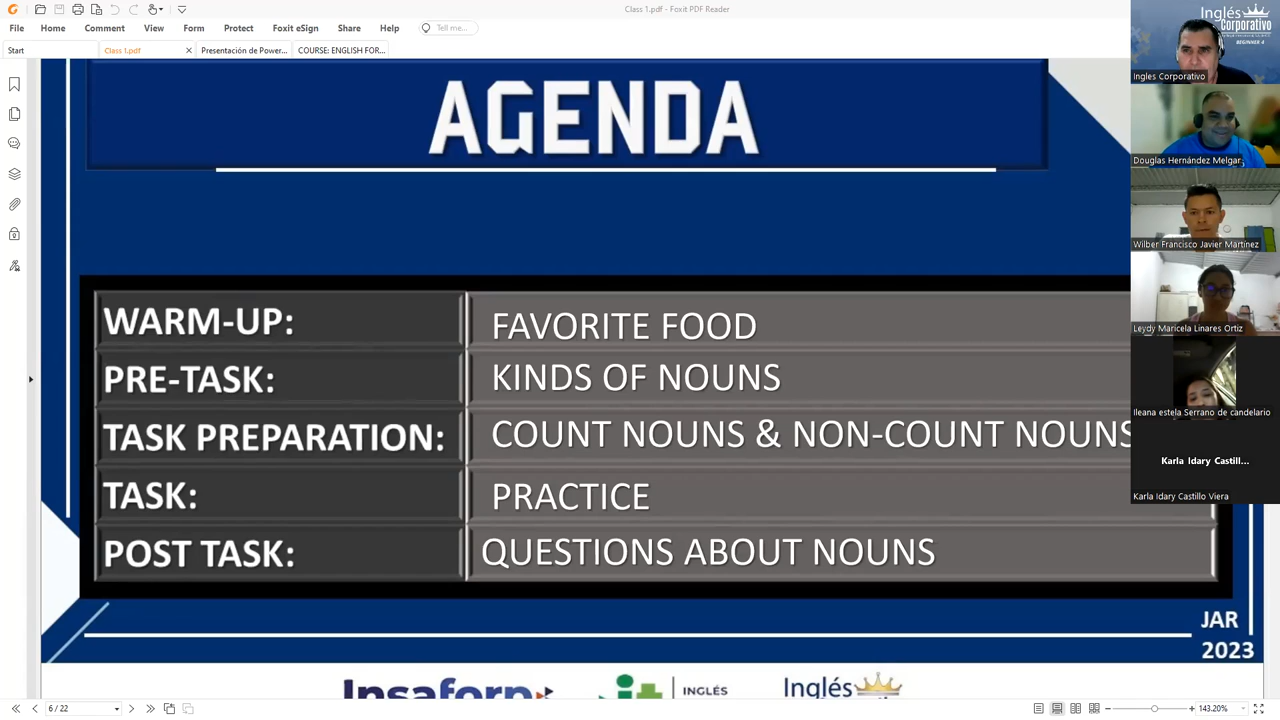 Class 1.pdf - Foxit PDF Reader
File Home Comment View Form Protect Foxit eSign Share Help Tell me...
Start Class 1.pdf Presentación de Power... COURSE: ENGLISH FOR...
AGENDA
WARM-UP: FAVORITE FOOD
PRE-TASK: KINDS OF NOUNS
TASK PREPARATION: COUNT NOUNS & NON-COUNT NOUNS
TASK: PRACTICE
POST TASK: QUESTIONS ABOUT NOUNS
JAR
2023
Insaforp
INGLÉS
Inglés
6 / 22
143.20%
Inglés
Corporativo
BEGINNER 4
Ingles Corporativo
Douglas Hernández Melgar
Wilber Francisco Javier Martínez
Leydy Maricela Linares Ortiz
Ileana estela Serrano de candelario
Karla Idary Castill...
Karla Idary Castillo Viera